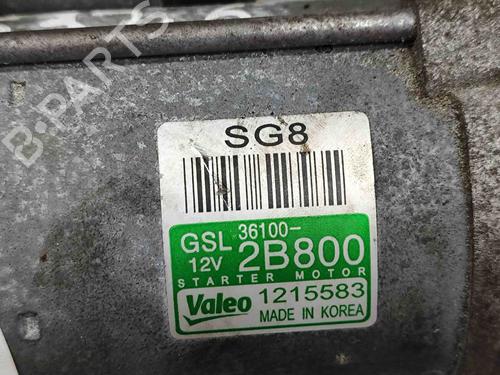 B-PARTS
SG8
GSL 36100-
12V 2B800
STARTER MOTOR
Valeo 1215583
MADE IN KOREA